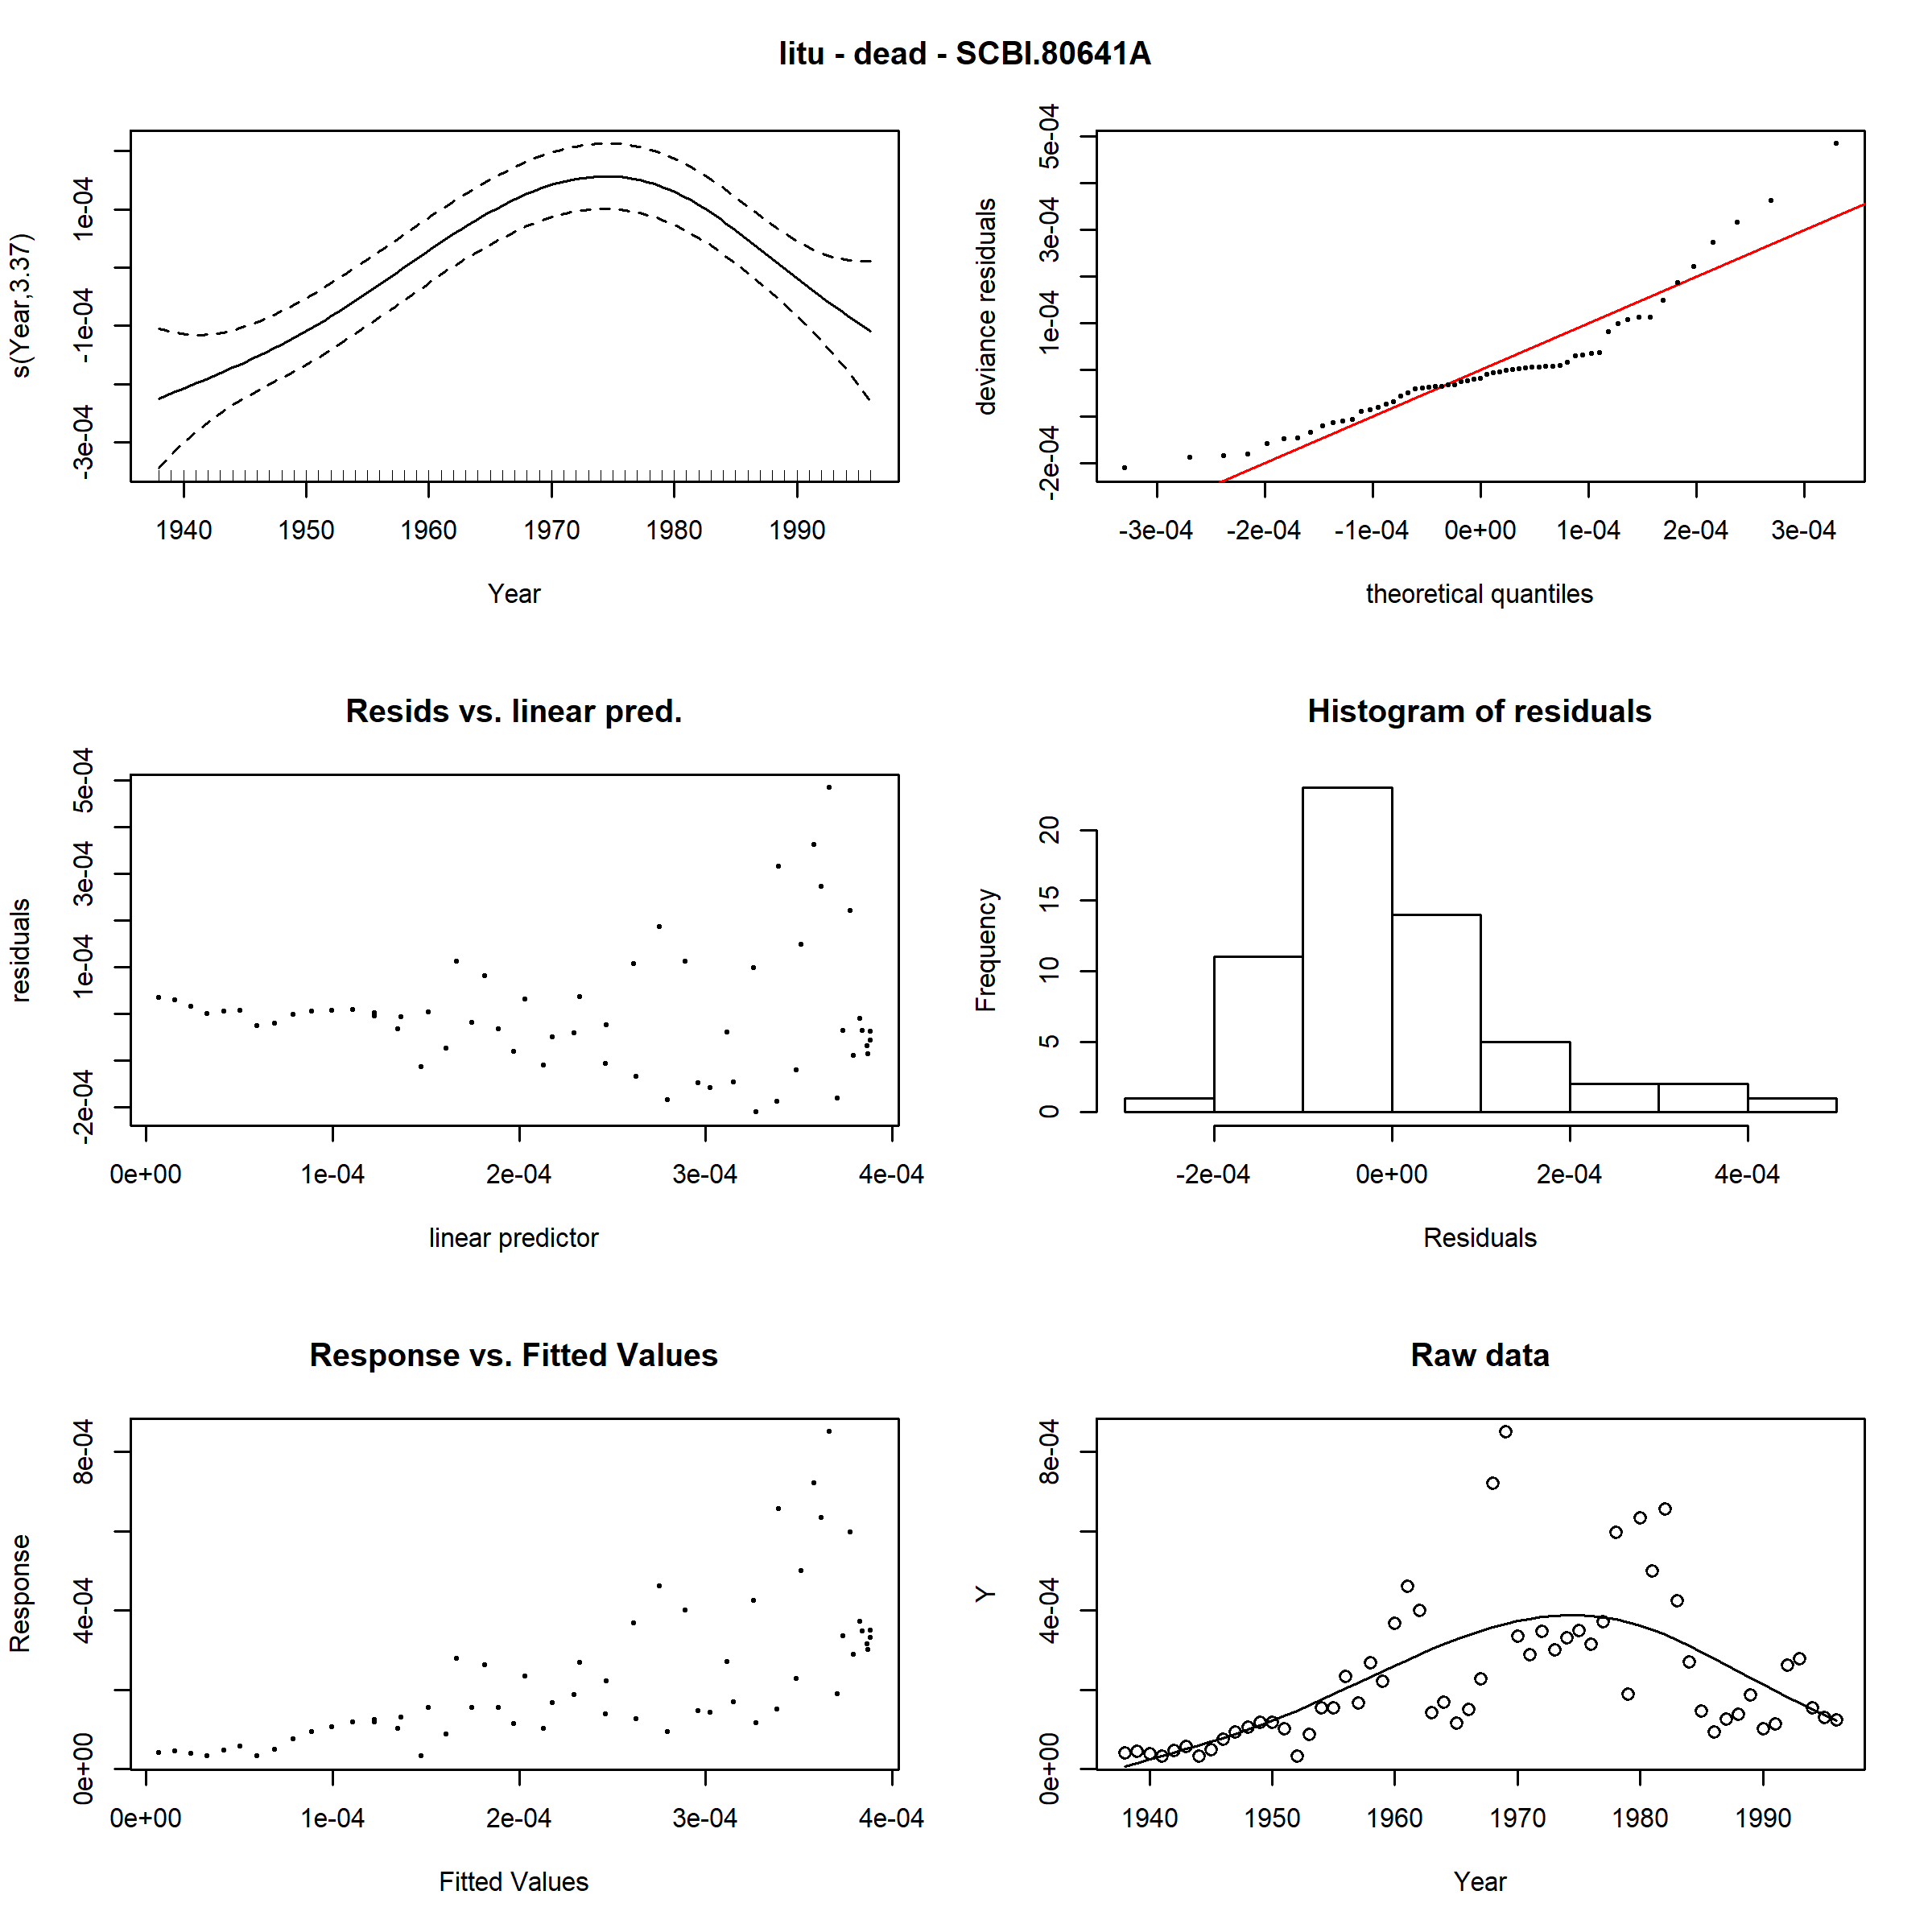 litu - dead - SCBI.80641A
s(Year,3.37)
-3e-04 -1e-04 1e-04
1940 1950 1960 1970 1980 1990
Year
deviance residuals
-2e-04 1e-04 3e-04 5e-04
-3e-04 -2e-04 -1e-04 0e+00 1e-04 2e-04 3e-04
theoretical quantiles
Resids vs. linear pred.
residuals
-2e-04 1e-04 3e-04 5e-04
0e+00 1e-04 2e-04 3e-04 4e-04
linear predictor
Histogram of residuals
Frequency
0 5 10 15 20
-2e-04 0e+00 2e-04 4e-04
Residuals
Response vs. Fitted Values
Response
0e+00 4e-04 8e-04
0e+00 1e-04 2e-04 3e-04 4e-04
Fitted Values
Raw data
Y
0e+00 4e-04 8e-04
1940 1950 1960 1970 1980 1990
Year